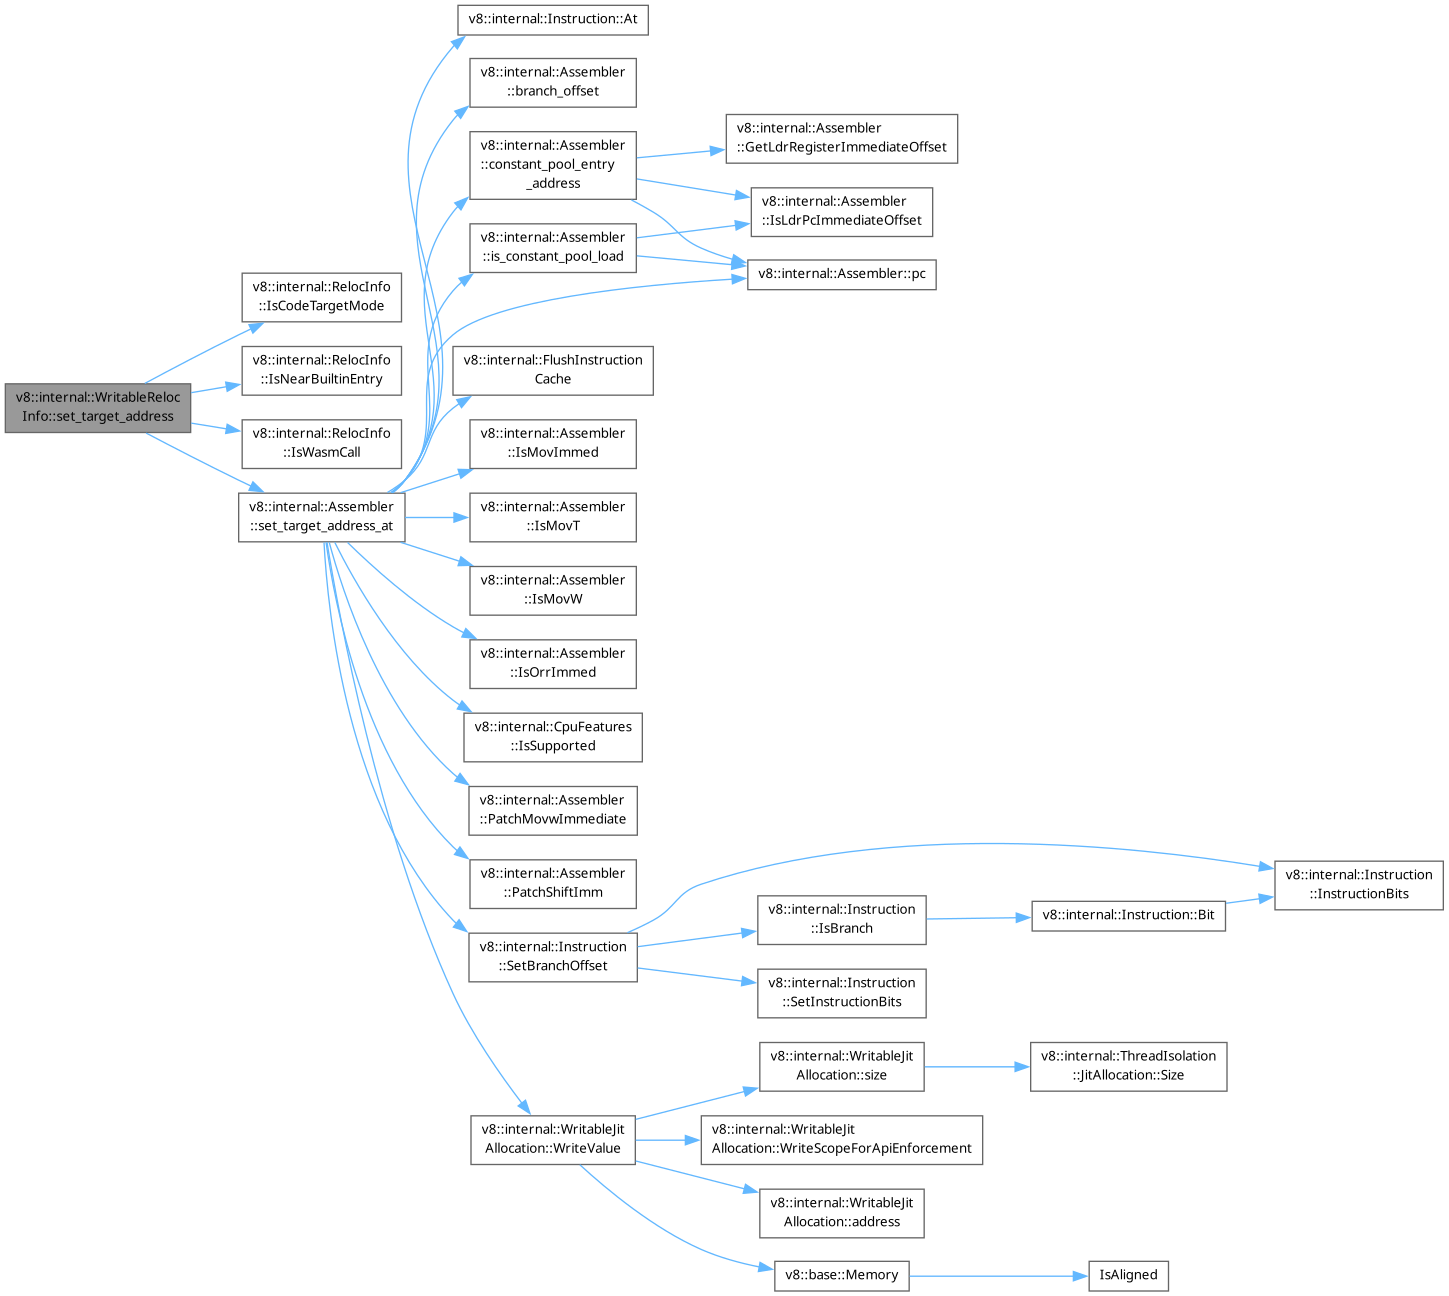 v8::internal::WritableReloc
Info::set_target_address
v8::internal::RelocInfo
::IsCodeTargetMode
v8::internal::RelocInfo
::IsNearBuiltinEntry
v8::internal::RelocInfo
::IsWasmCall
v8::internal::Assembler
::set_target_address_at
v8::internal::Instruction::At
v8::internal::Assembler
::branch_offset
v8::internal::Assembler
::constant_pool_entry
_address
v8::internal::Assembler
::GetLdrRegisterImmediateOffset
v8::internal::Assembler
::IsLdrPcImmediateOffset
v8::internal::Assembler
::is_constant_pool_load
v8::internal::Assembler::pc
v8::internal::FlushInstruction
Cache
v8::internal::Assembler
::IsMovImmed
v8::internal::Assembler
::IsMovT
v8::internal::Assembler
::IsMovW
v8::internal::Assembler
::IsOrrImmed
v8::internal::CpuFeatures
::IsSupported
v8::internal::Assembler
::PatchMovwImmediate
v8::internal::Assembler
::PatchShiftImm
v8::internal::Instruction
::SetBranchOffset
v8::internal::Instruction
::IsBranch
v8::internal::Instruction::Bit
v8::internal::Instruction
::InstructionBits
v8::internal::Instruction
::SetInstructionBits
v8::internal::WritableJit
Allocation::WriteValue
v8::internal::WritableJit
Allocation::size
v8::internal::ThreadIsolation
::JitAllocation::Size
v8::internal::WritableJit
Allocation::WriteScopeForApiEnforcement
v8::internal::WritableJit
Allocation::address
v8::base::Memory
IsAligned